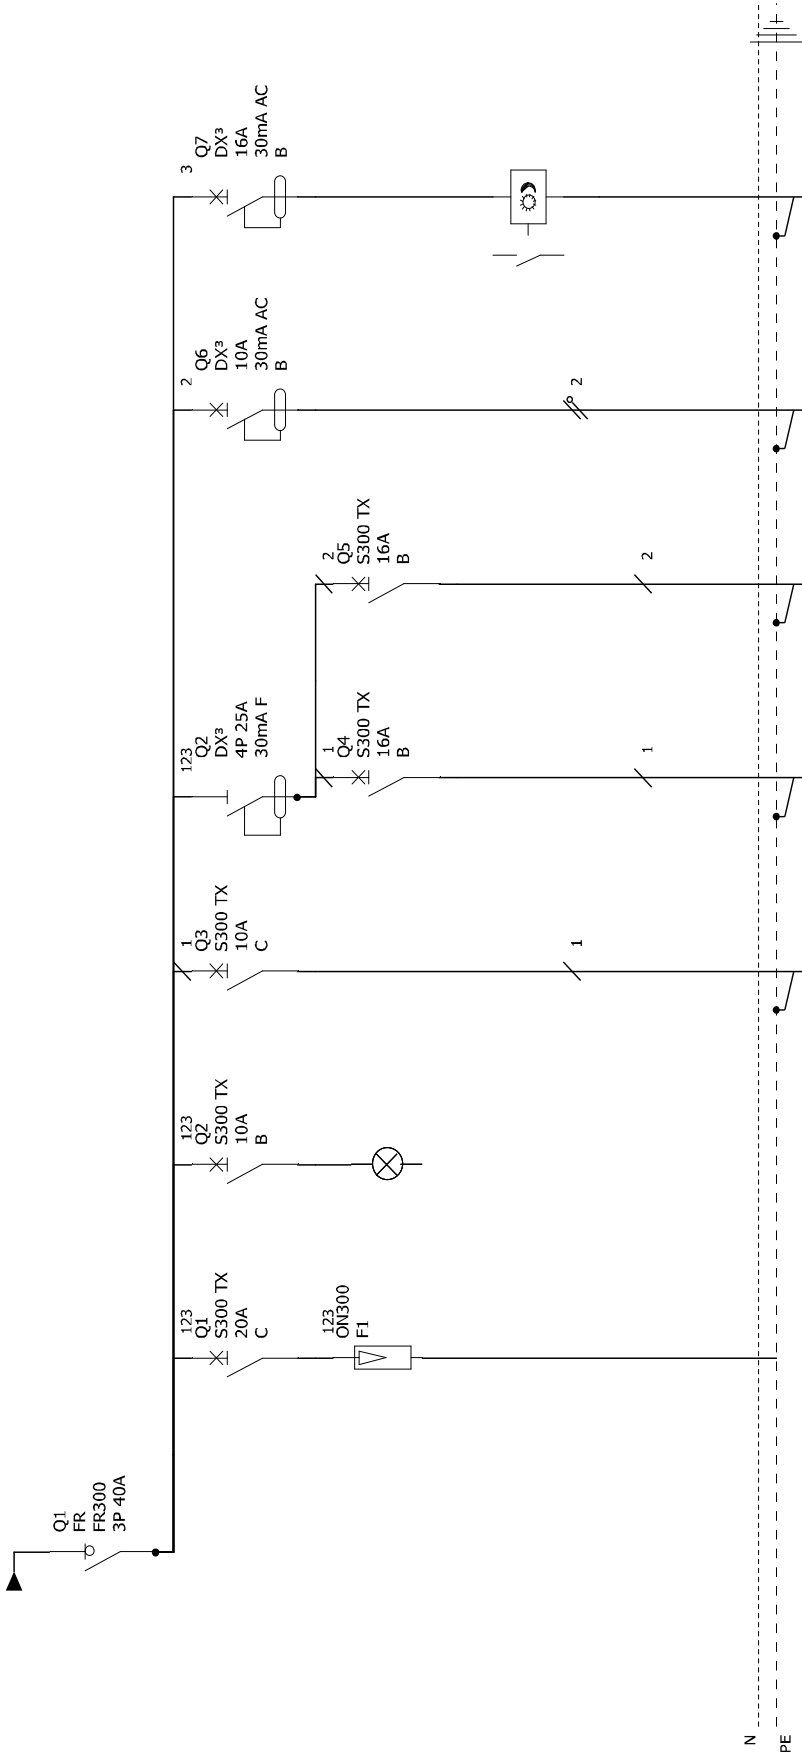 Q1
FR
FR300
3P 40A
123
Q1
S300 TX
20A
C
123
ON300
F1
123
Q2
S300 TX
10A
B
1
Q3
S300 TX
10A
C
1
123
Q2
DX³
4P 25A
30mA F
1
Q4
S300 TX
16A
B
1
2
Q5
S300 TX
16A
B
2
2
Q6
DX³
10A
30mA AC
B
2
3
Q7
DX³
16A
30mA AC
B
N
PE